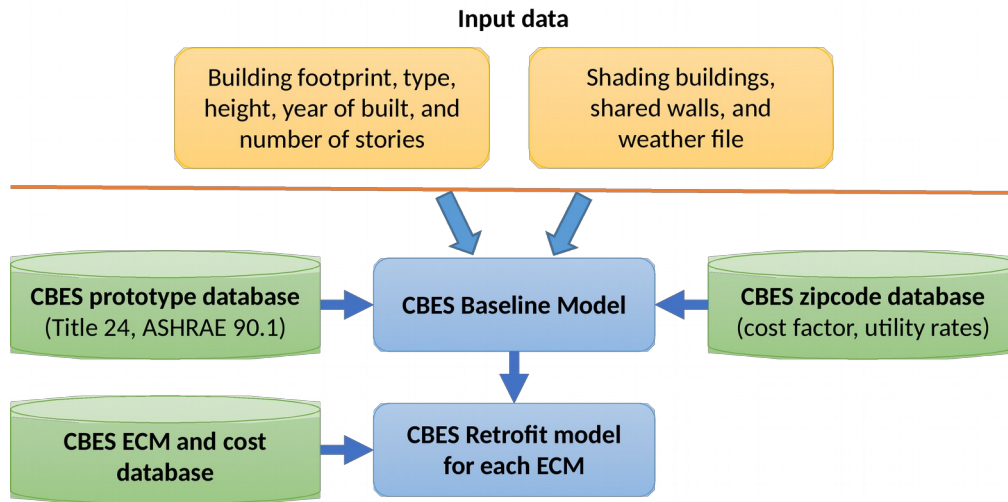 Input data
Building footprint, type,
height, year of built, and
number of stories
Shading buildings,
shared walls, and
weather file
CBES prototype database
(Title 24, ASHRAE 90.1)
CBES Baseline Model
CBES zipcode database
(cost factor, utility rates)
CBES ECM and cost
database
CBES Retrofit model
for each ECM